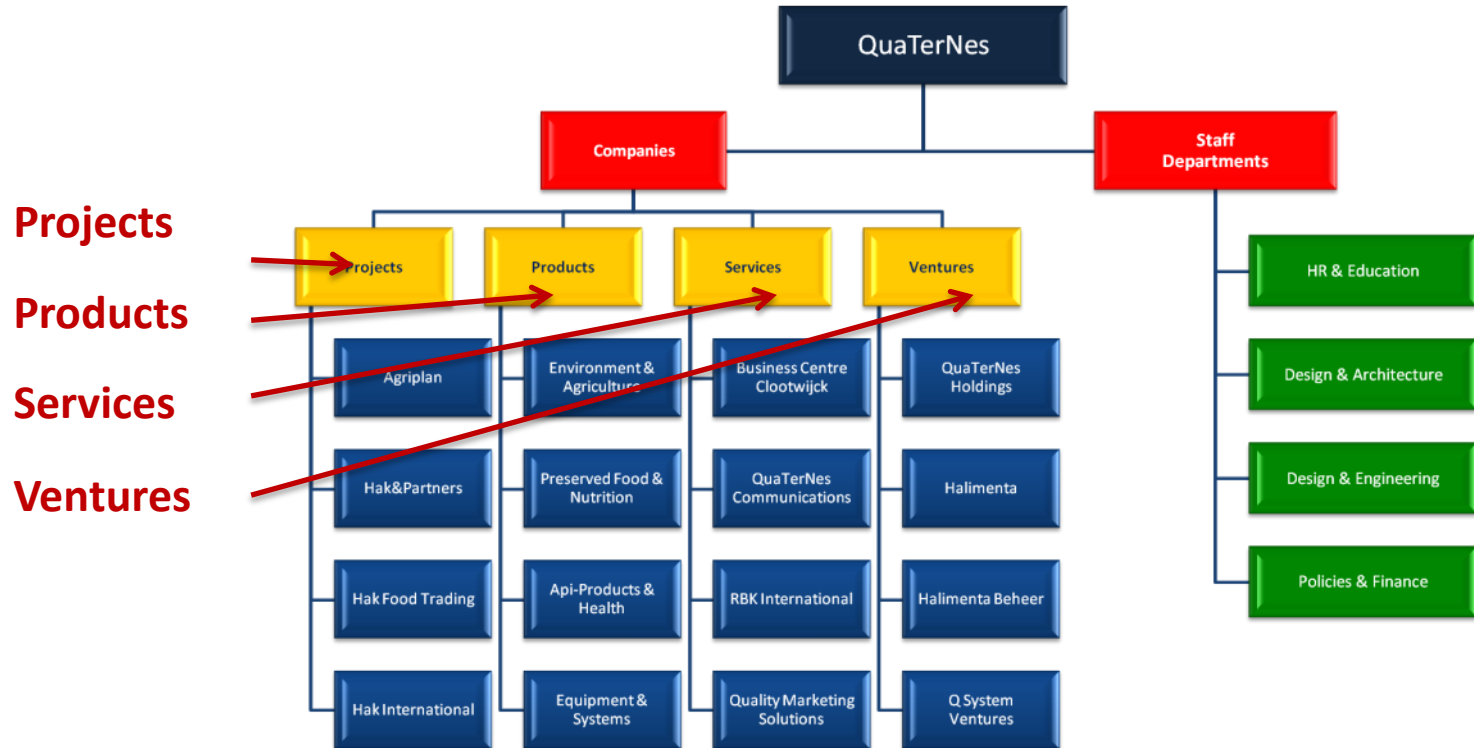 QuaTerNes
Companies
Staff
Departments
Projects
Products
Services
Ventures
Projects
Products
Services
Ventures
HR & Education
Design & Architecture
Design & Engineering
Policies & Finance
Agriplan
Hak&Partners
Hak Food Trading
Hak International
Environment &
Agriculture
Preserved Food &
Nutrition
Api-Products &
Health
Equipment &
Systems
Business Centre
Clootwijck
QuaTerNes
Communications
RBK International
Quality Marketing
Solutions
QuaTerNes
Holdings
Halimenta
Halimenta Beheer
Q System
Ventures